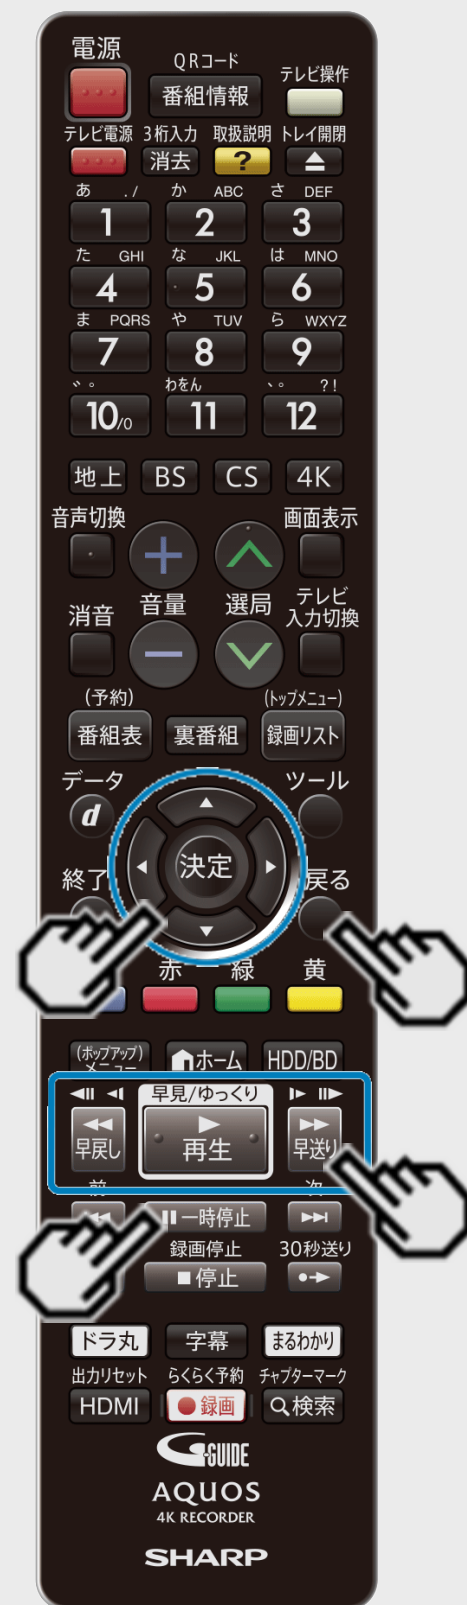 電源
QRコード
番組情報
テレビ操作
テレビ電源 3桁入力 取扱説明 トレイ開閉
消去 ?
あ ./ か ABC さ DEF
1 2 3
た GHI な JKL は MNO
4 5 6
ま PQRS や TUV ら WXYZ
7 8 9
゛゜ わをん 、。 ?!
10/0 11 12
地上 BS CS 4K
音声切換 画面表示
消音 音量 選局 テレビ
入力切換
(予約) (トップメニュー)
番組表 裏番組 録画リスト
データ ツール
d 決定
終了 戻る
赤 緑 黄
(ポップアップ)
メニュー ホーム HDD/BD
早見/ゆっくり
早戻し 再生 早送り
前 次
一時停止
録画停止 30秒送り
停止
ドラ丸 字幕 まるわかり
出力リセット らくらく予約 チャプターマーク
HDMI 録画 検索
G-GUIDE
AQUOS
4K RECORDER
SHARP